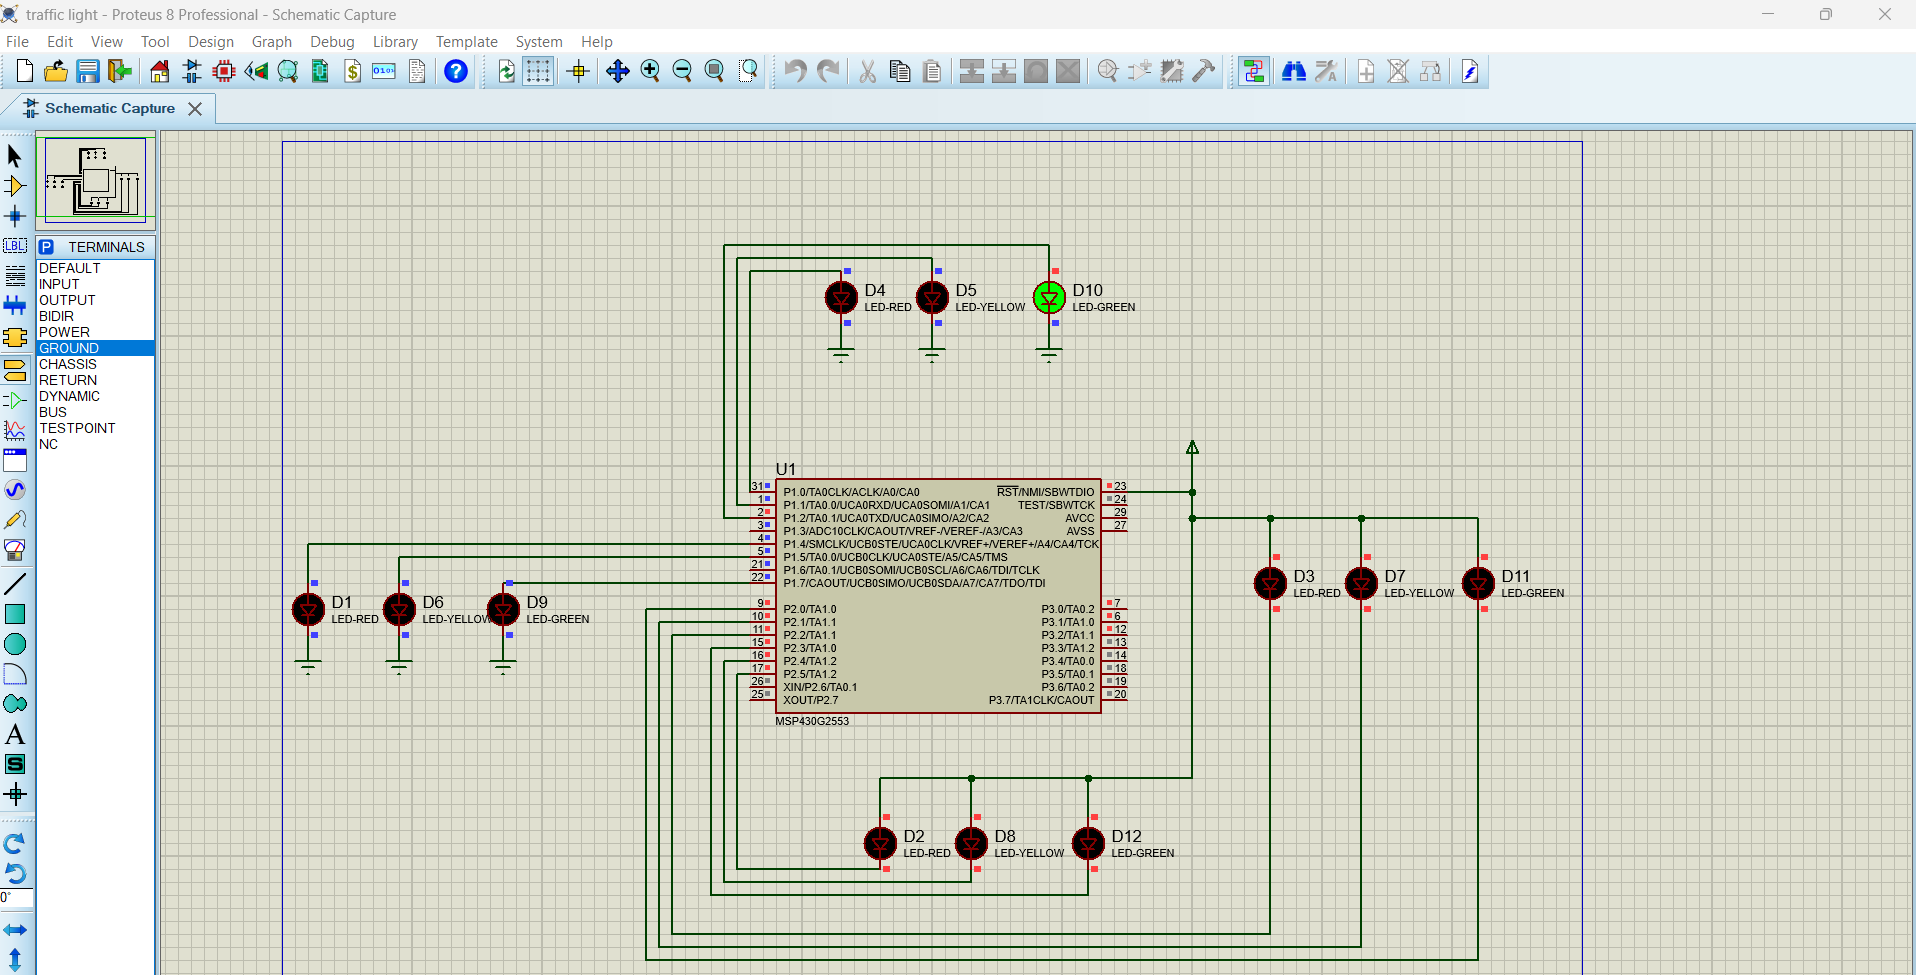 traffic light - Proteus 8 Professional - Schematic Capture
File Edit View Tool Design Graph Debug Library Template System Help
Schematic Capture
P TERMINALS
DEFAULT
INPUT
OUTPUT
BIDIR
POWER
GROUND
CHASSIS
RETURN
DYNAMIC
BUS
TESTPOINT
NC
LBL
A
S
0°
D4
LED-RED
D5
LED-YELLOW
D10
LED-GREEN
U1
31 P1.0/TA0CLK/ACLK/A0/CA0 RST/NMI/SBWTDIO 23
1 P1.1/TA0.0/UCA0RXD/UCA0SOMI/A1/CA1 TEST/SBWTCK 24
2 P1.2/TA0.1/UCA0TXD/UCA0SIMO/A2/CA2 AVCC 29
3 P1.3/ADC10CLK/CAOUT/VREF-/VEREF-/A3/CA3 AVSS 27
4 P1.4/SMCLK/UCB0STE/UCA0CLK/VREF+/VEREF+/A4/CA4/TCK
5 P1.5/TA0.0/UCB0CLK/UCA0STE/A5/CA5/TMS
21 P1.6/TA0.1/UCB0SOMI/UCB0SCL/A6/CA6/TDI/TCLK
22 P1.7/CAOUT/UCB0SIMO/UCB0SDA/A7/CA7/TDO/TDI
9 P2.0/TA1.0 P3.0/TA0.2 7
10 P2.1/TA1.1 P3.1/TA1.0 6
11 P2.2/TA1.1 P3.2/TA1.1 12
15 P2.3/TA1.0 P3.3/TA1.2 13
16 P2.4/TA1.2 P3.4/TA0.0 14
17 P2.5/TA1.2 P3.5/TA0.1 18
26 XIN/P2.6/TA0.1 P3.6/TA0.2 19
25 XOUT/P2.7 P3.7/TA1CLK/CAOUT 20
MSP430G2553
D1
LED-RED
D6
LED-YELLOW
D9
LED-GREEN
D3
LED-RED
D7
LED-YELLOW
D11
LED-GREEN
D2
LED-RED
D8
LED-YELLOW
D12
LED-GREEN